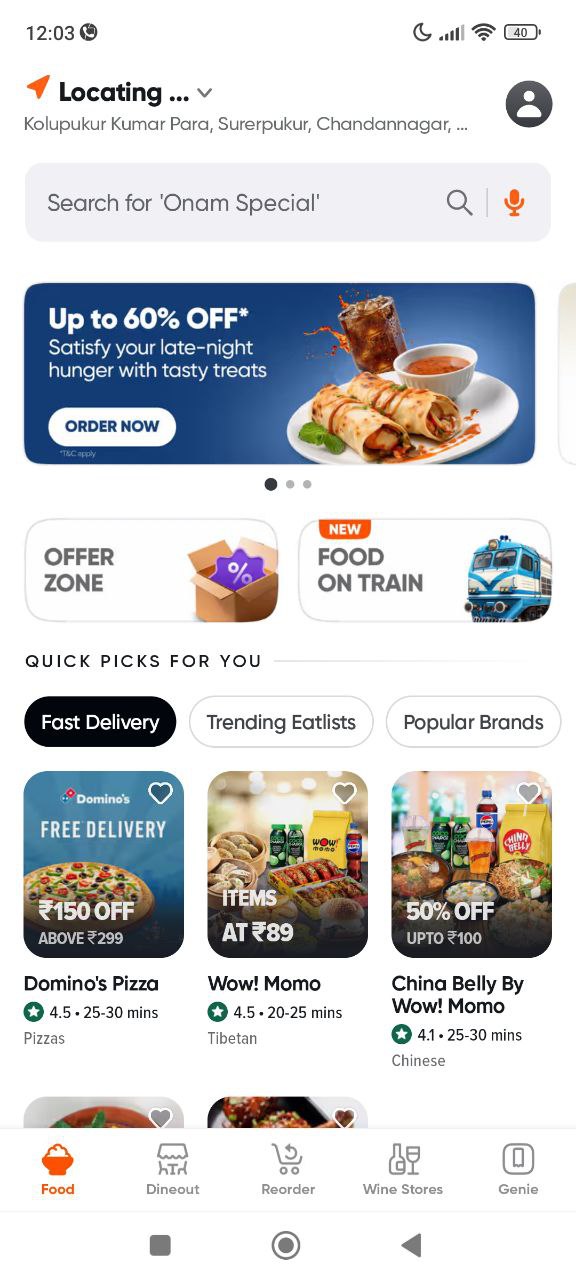 12:03
40
Locating ...
Kolupukur Kumar Para, Surerpukur, Chandannagar, ...
Search for 'Onam Special'
Up to 60% OFF*
Satisfy your late-night
hunger with tasty treats
ORDER NOW
*T&C apply
OFFER
ZONE
%
NEW
FOOD
ON TRAIN
QUICK PICKS FOR YOU
Fast Delivery
Trending Eatlists
Popular Brands
Domino's
FREE DELIVERY
₹150 OFF
ABOVE ₹299
WOW!
MOMO
ITEMS
AT ₹89
CHINA
BELLY
50% OFF
UPTO ₹100
Domino's Pizza
4.5 • 25-30 mins
Pizzas
Wow! Momo
4.5 • 20-25 mins
Tibetan
China Belly By
Wow! Momo
4.1 • 25-30 mins
Chinese
Food
Dineout
Reorder
Wine Stores
Genie